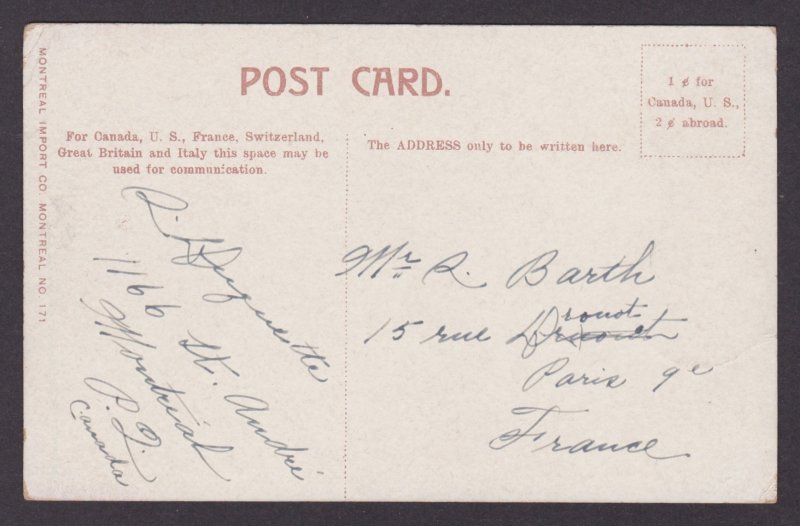 POST CARD.
1 ¢ for
Canada, U. S.,
2 ¢ abroad.
MONTREAL IMPORT CO. MONTREAL NO 171
For Canada, U. S., France, Switzerland,
Great Britain and Italy this space may be
used for communication.
The ADDRESS only to be written here.
1166 St. André
Montréal
P.Q.
Canada
Mr. R. Barth
rouot
15 rue D
Paris 9e
France